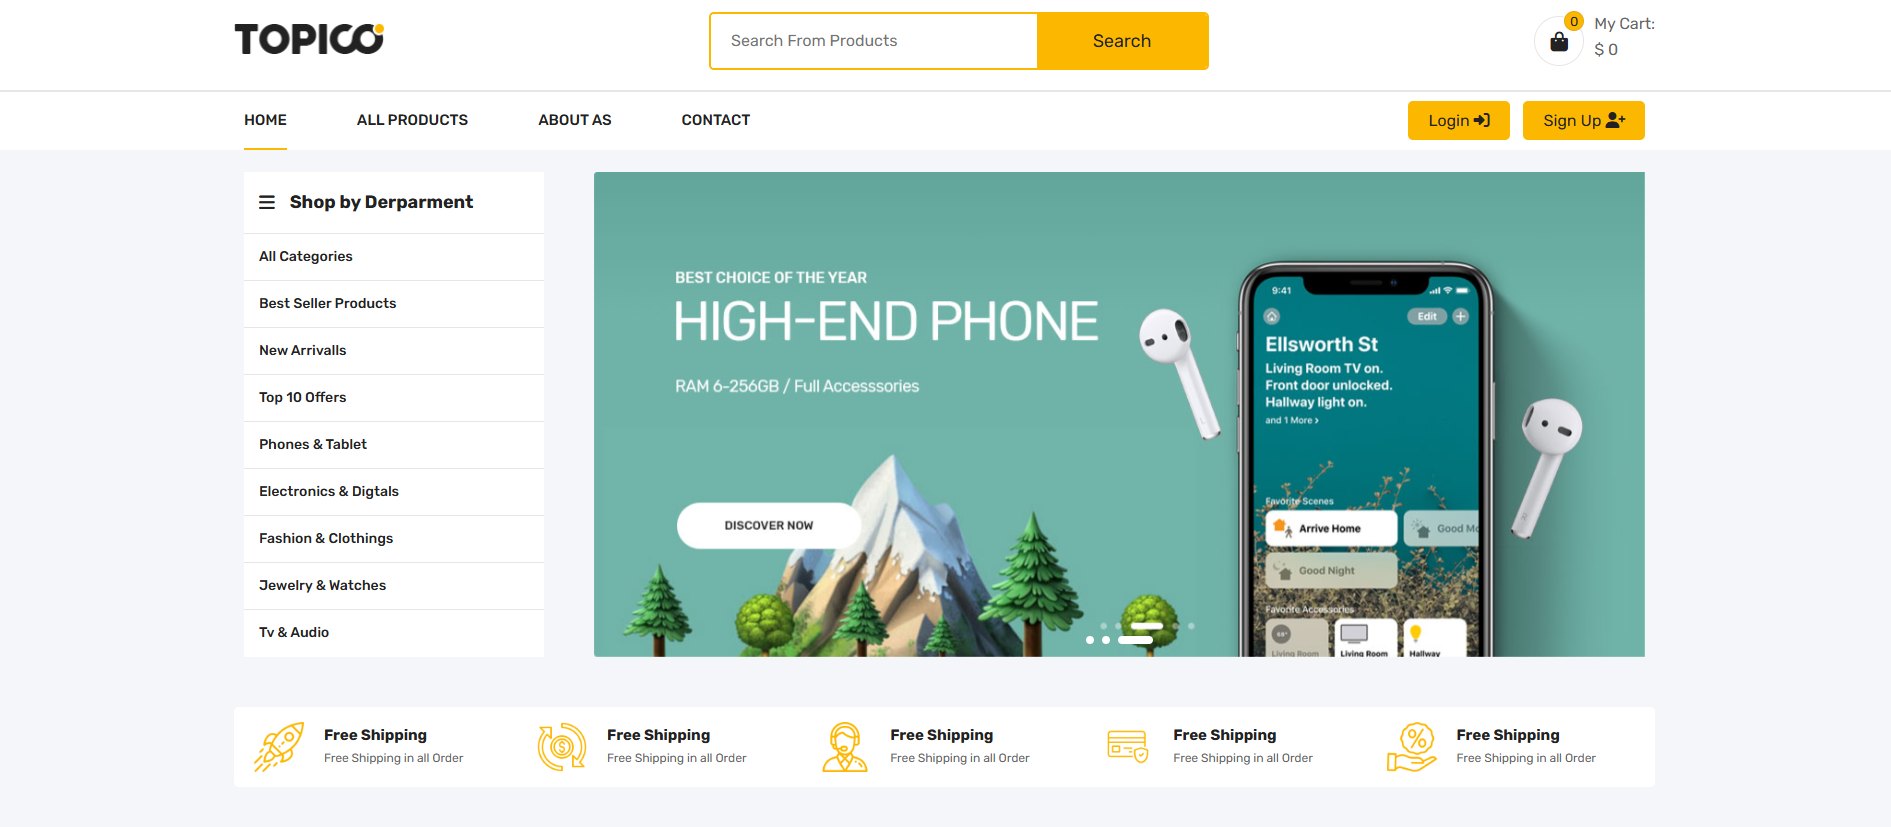 TOPICO
Search From Products
Search
0
My Cart:
$ 0
HOME
ALL PRODUCTS
ABOUT AS
CONTACT
Login
Sign Up
Shop by Derparment
All Categories
Best Seller Products
New Arrivalls
Top 10 Offers
Phones & Tablet
Electronics & Digtals
Fashion & Clothings
Jewelry & Watches
Tv & Audio
BEST CHOICE OF THE YEAR
HIGH-END PHONE
RAM 6-256GB / Full Accesssories
DISCOVER NOW
9:41
Edit
Ellsworth St
Living Room TV on.
Front door unlocked.
Hallway light on.
and 1 More >
Favorite Scenes
Arrive Home
Good Mo
Good Night
Favorite Accessories
Living Room
Living Room
Hallway
Free Shipping
Free Shipping in all Order
Free Shipping
Free Shipping in all Order
Free Shipping
Free Shipping in all Order
Free Shipping
Free Shipping in all Order
Free Shipping
Free Shipping in all Order